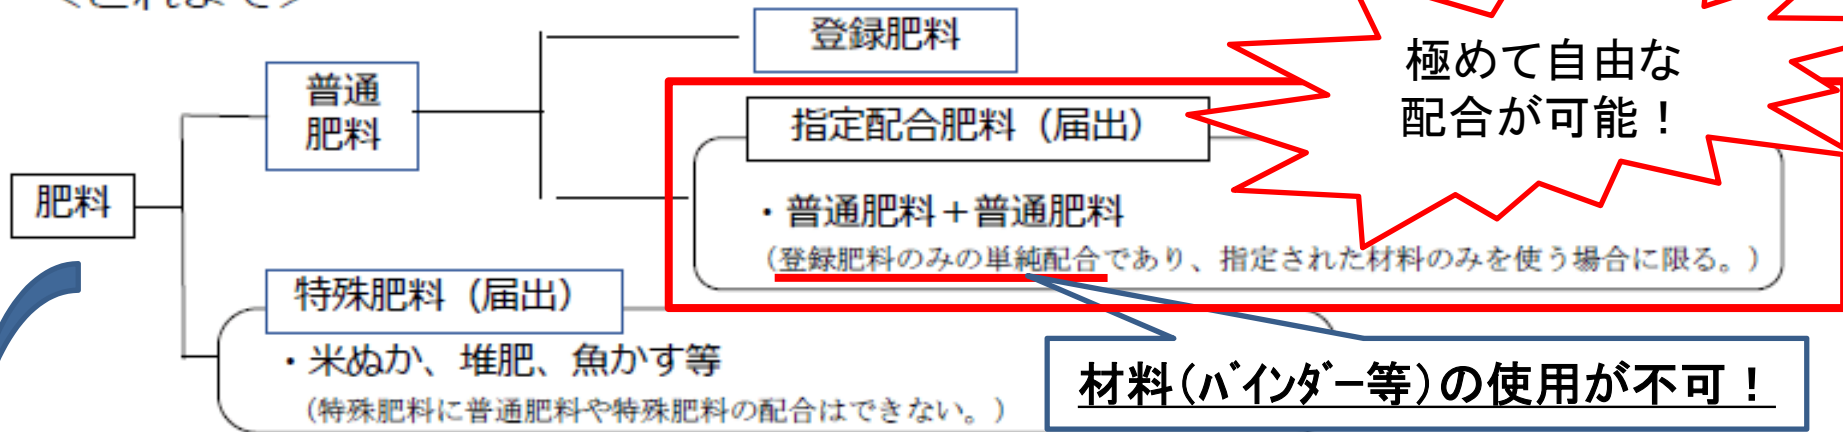 ＜これまで＞
登録肥料
極めて自由な
配合が可能！
普通
肥料
指定配合肥料（届出）
肥料
・普通肥料＋普通肥料
（登録肥料のみの単純配合であり、指定された材料のみを使う場合に限る。）
特殊肥料（届出）
・米ぬか、堆肥、魚かす等
（特殊肥料に普通肥料や特殊肥料の配合はできない。）
材料(ﾊﾞｲﾝﾀﾞｰ等)の使用が不可！